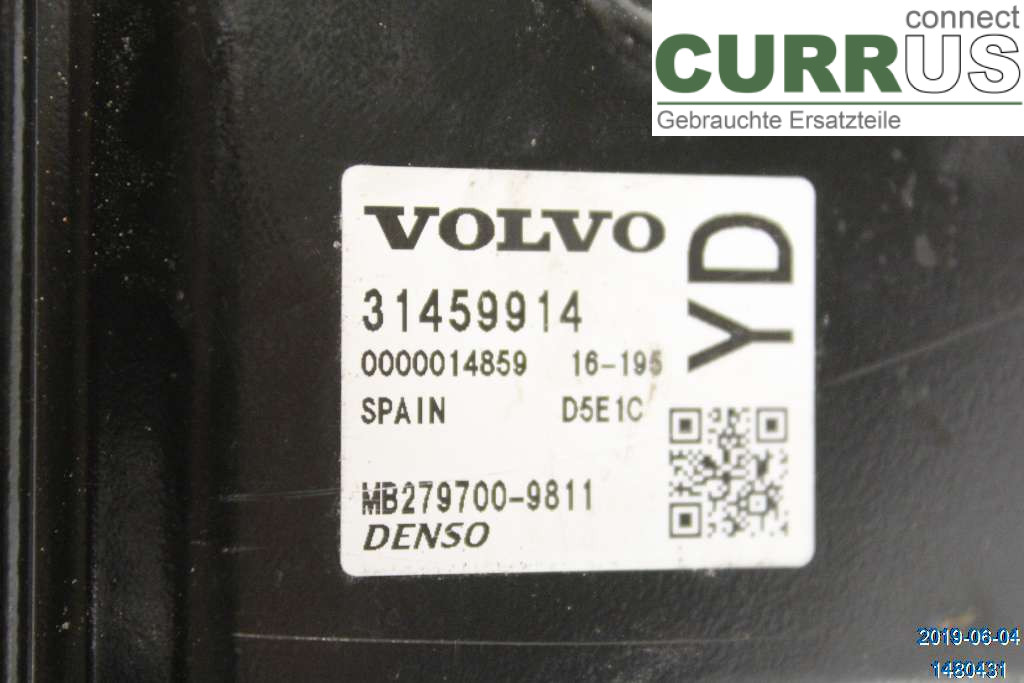 connect
CURRUS
Gebrauchte Ersatzteile
VOLVO
YD
31459914
0000014859 16-195
SPAIN D5E1C
MB279700-9811
DENSO
2019-06-04
1480431